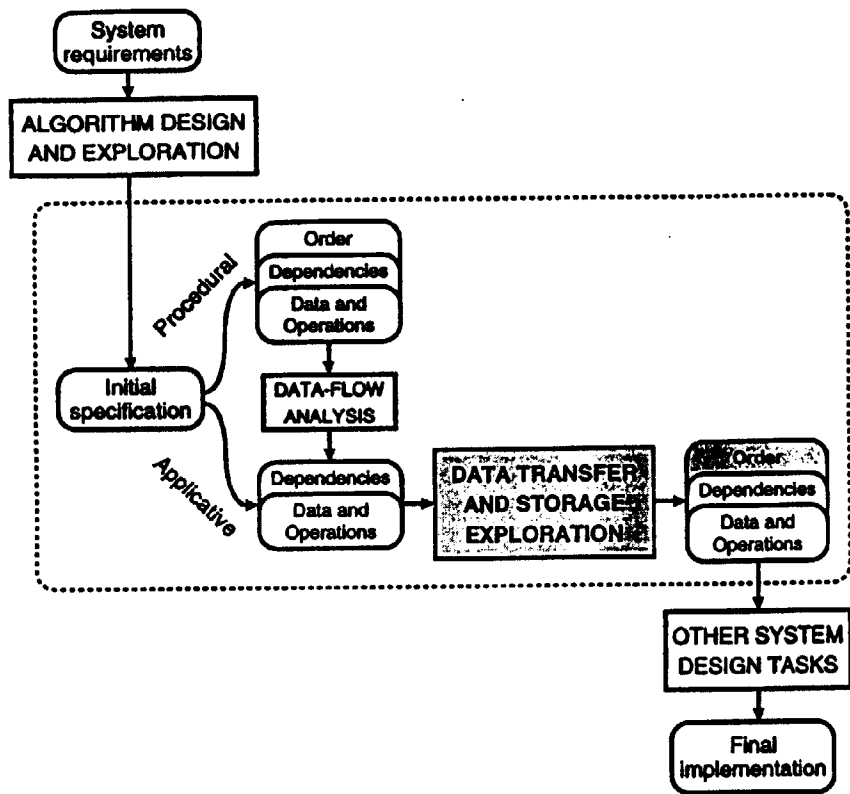 System
requirements
ALGORITHM DESIGN
AND EXPLORATION
Procedural
Order
Dependencies
Data and
Operations
Initial
specification
DATA-FLOW
ANALYSIS
Applicative
Dependencies
Data and
Operations
DATA TRANSFER
AND STORAGE
EXPLORATION
Order
Dependencies
Data and
Operations
OTHER SYSTEM
DESIGN TASKS
Final
implementation